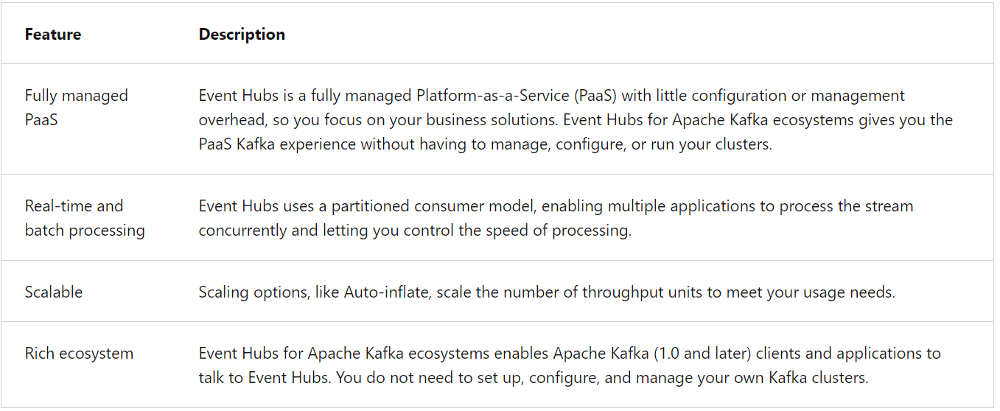 Feature
Description
Fully managed
PaaS
Event Hubs is a fully managed Platform-as-a-Service (PaaS) with little configuration or management
overhead, so you focus on your business solutions. Event Hubs for Apache Kafka ecosystems gives you the
PaaS Kafka experience without having to manage, configure, or run your clusters.
Real-time and
batch processing
Event Hubs uses a partitioned consumer model, enabling multiple applications to process the stream
concurrently and letting you control the speed of processing.
Scalable
Scaling options, like Auto-inflate, scale the number of throughput units to meet your usage needs.
Rich ecosystem
Event Hubs for Apache Kafka ecosystems enables Apache Kafka (1.0 and later) clients and applications to
talk to Event Hubs. You do not need to set up, configure, and manage your own Kafka clusters.